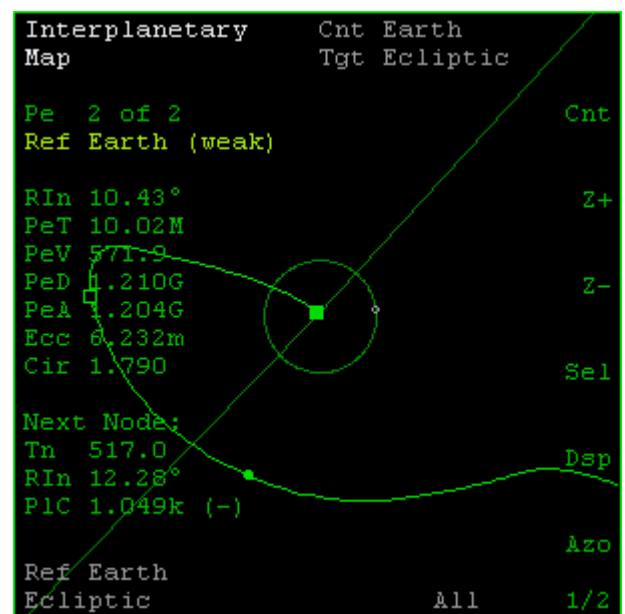 Interplanetary Cnt Earth
Map Tgt Ecliptic
Pe 2 of 2 Cnt
Ref Earth (weak)
RIn 10.43° Z+
PeT 10.02M
PeV 571.9
PeD 1.210G Z-
PeA 1.204G
Ecc 6.232m
Cir 1.790 Sel
Next Node:
Tn 517.0 Dsp
RIn 12.28°
PlC 1.049k (-)
Azo
Ref Earth
Ecliptic All 1/2